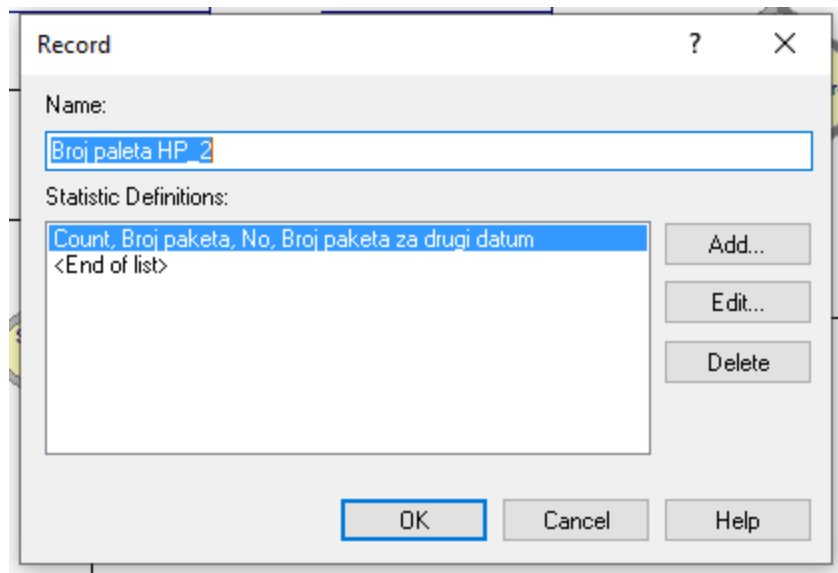 Record
?
Name:
Broj paleta HP_2
Statistic Definitions:
Count, Broj paketa, No, Broj paketa za drugi datum
<End of list>
Add...
Edit...
Delete
OK
Cancel
Help